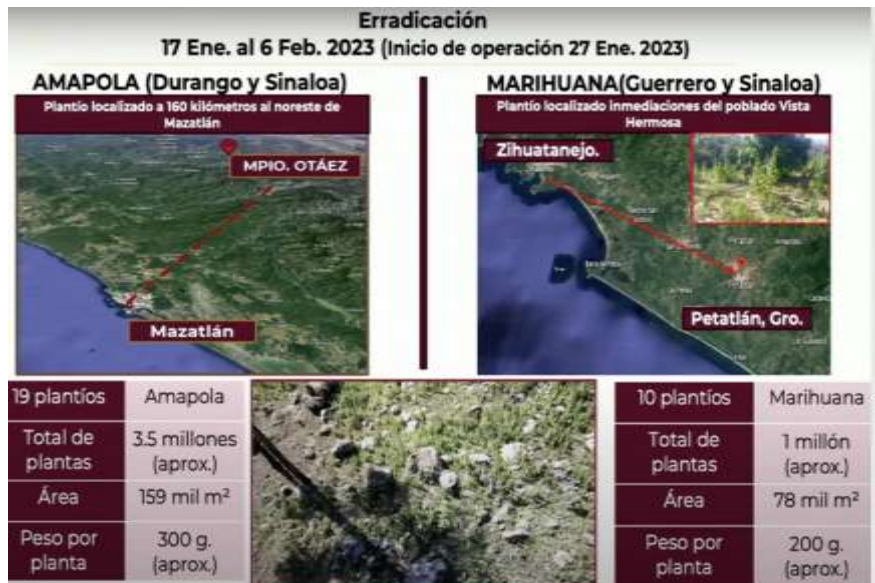 Erradicación
17 Ene. al 6 Feb. 2023 (Inicio de operación 27 Ene. 2023)
AMAPOLA (Durango y Sinaloa)
Plantío localizado a 160 kilómetros al noreste de
Mazatlán
MPIO. OTÁEZ
Mazatlán
MARIHUANA(Guerrero y Sinaloa)
Plantío localizado inmediaciones del poblado Vista
Hermosa
Zihuatanejo.
Petatlán, Gro.
19 plantíos
Amapola
Total de
plantas
3.5 millones
(aprox.)
Área
159 mil m²
Peso por
planta
300 g.
(aprox.)
10 plantíos
Marihuana
Total de
plantas
1 millón
(aprox.)
Área
78 mil m²
Peso por
planta
200 g.
(aprox.)